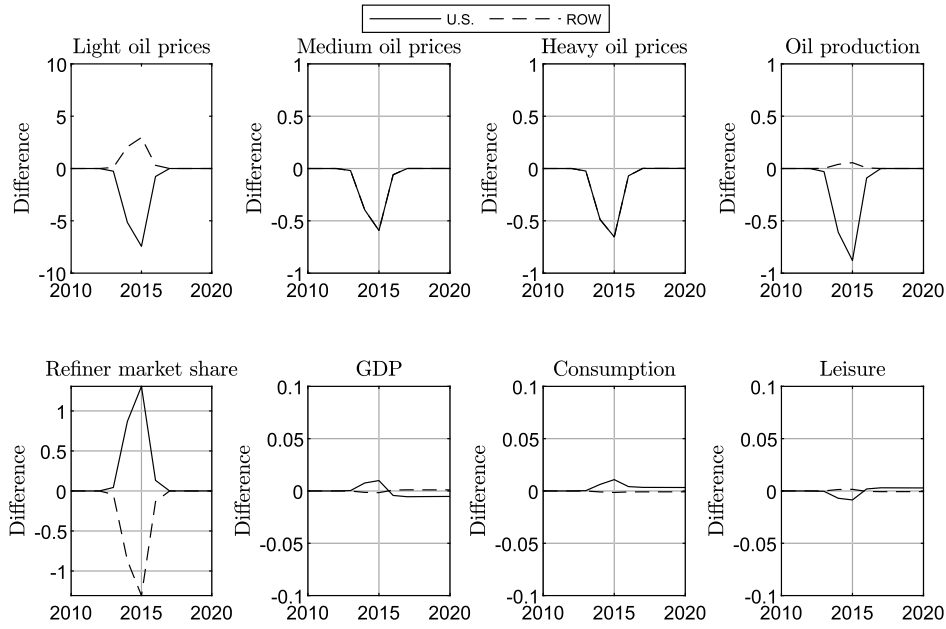 U.S. ROW
Light oil prices Medium oil prices Heavy oil prices Oil production
10 1 1 1
5 0.5 0.5 0.5
Difference Difference Difference Difference
0 0 0 0
-5 -0.5 -0.5 -0.5
-10 -1 -1 -1
2010 2015 2020 2010 2015 2020 2010 2015 2020 2010 2015 2020
Refiner market share GDP Consumption Leisure
0.1 0.1 0.1
1
0.05 0.05 0.05
0.5
Difference Difference Difference Difference
0 0 0 0
-0.5
-0.05 -0.05 -0.05
-1
-0.1 -0.1 -0.1
2010 2015 2020 2010 2015 2020 2010 2015 2020 2010 2015 2020